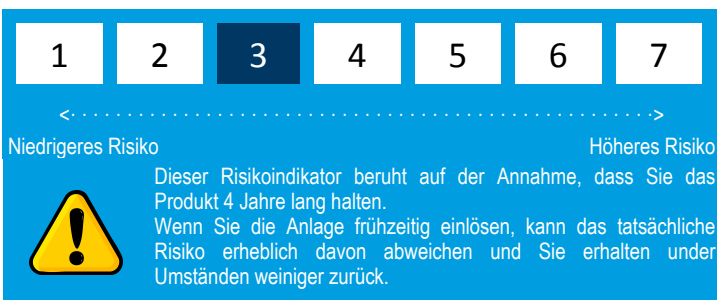 1 2 3 4 5 6 7
<· · · · · · · · · · · · · · · · · · · · · · · · · · · · · · · · · · · · · · · · · · · · · · · · · · · ·>
Niedrigeres Risiko Höheres Risiko
Dieser Risikoindikator beruht auf der Annahme, dass Sie das
Produkt 4 Jahre lang halten.
Wenn Sie die Anlage frühzeitig einlösen, kann das tatsächliche
Risiko erheblich davon abweichen und Sie erhalten under
Umständen weiniger zurück.